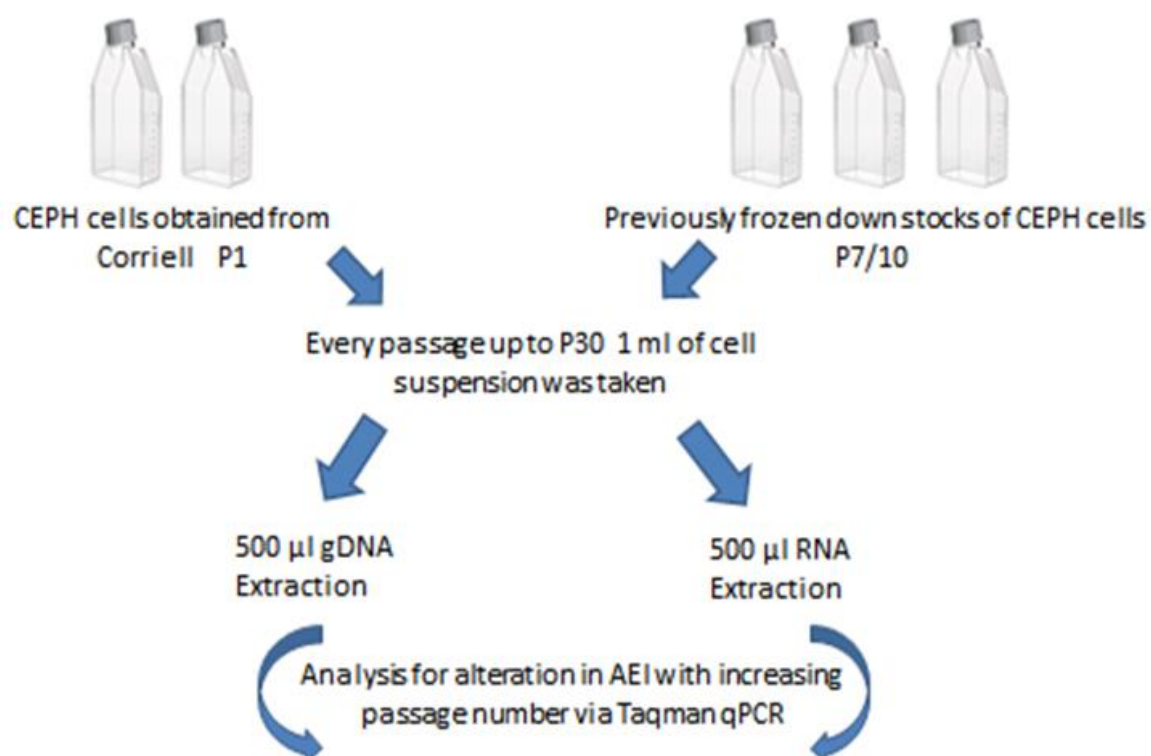 CEPH cells obtained from
Corriell P1
Previously frozen down stocks of CEPH cells
P7/10
Every passage up to P30 1 ml of cell
suspension was taken
500 µl gDNA
Extraction
500 µl RNA
Extraction
Analysis for alteration in AEI with increasing
passage number via Taqman qPCR